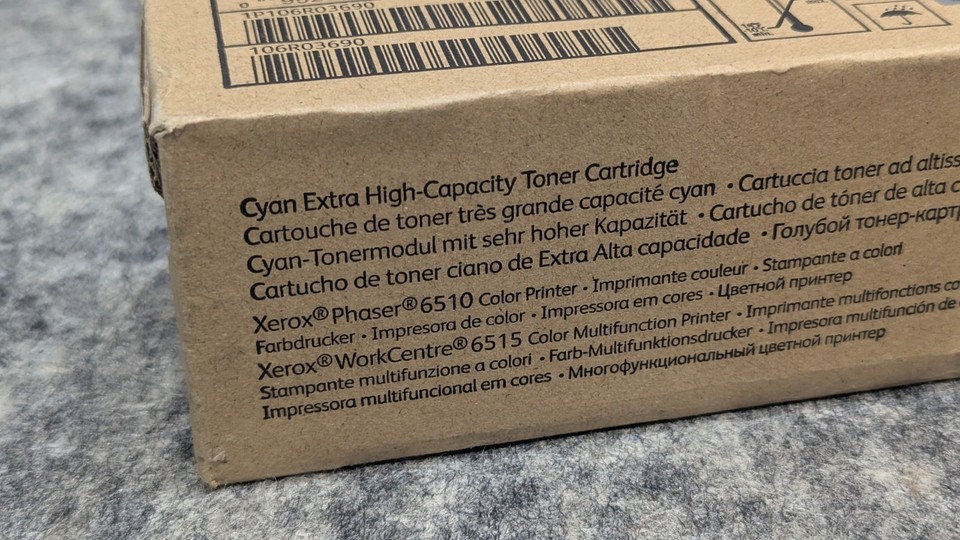 1P106R03690
106R03690
Cyan Extra High-Capacity Toner Cartridge
Cartouche de toner très grande capacité cyan • Cartuccia toner ad
Cyan-Tonermodul mit sehr hoher Kapazität • Cartucho de tóner de alta
Cartucho de toner ciano de Extra Alta capacidade • Голубой
Xerox® Phaser® 6510 Color Printer • Imprimante couleur • Stampante a colori
Farbdrucker • Impresora de color • Impressora em cores • Цветной принтер
Xerox® WorkCentre® 6515 Color Multifunction Printer • Imprimante multifonctions
Stampante multifunzione a colori • Farb-Multifunktionsdrucker • Impresora multifunción de
Impressora multifuncional em cores • Многофункциональный цветной принтер